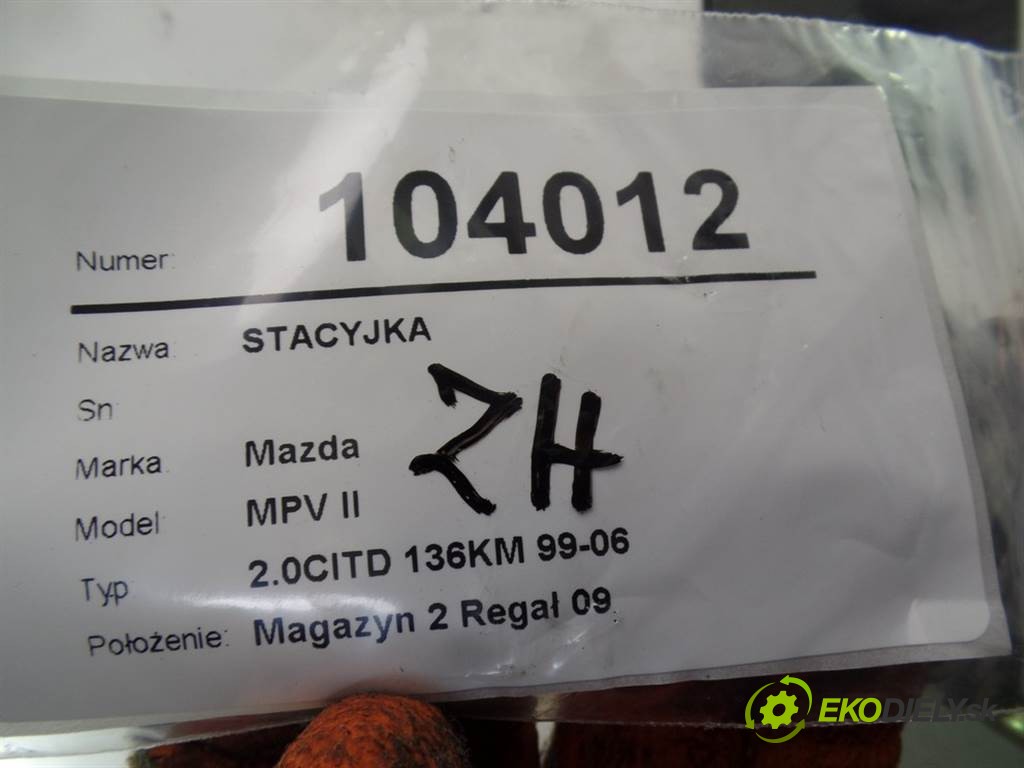 Numer: 104012
Nazwa: STACYJKA
Sn
Marka Mazda
ZH
Model MPV II
Typ 2.0CITD 136KM 99-06
Położenie: Magazyn 2 Regał 09
EKODIELY.sk